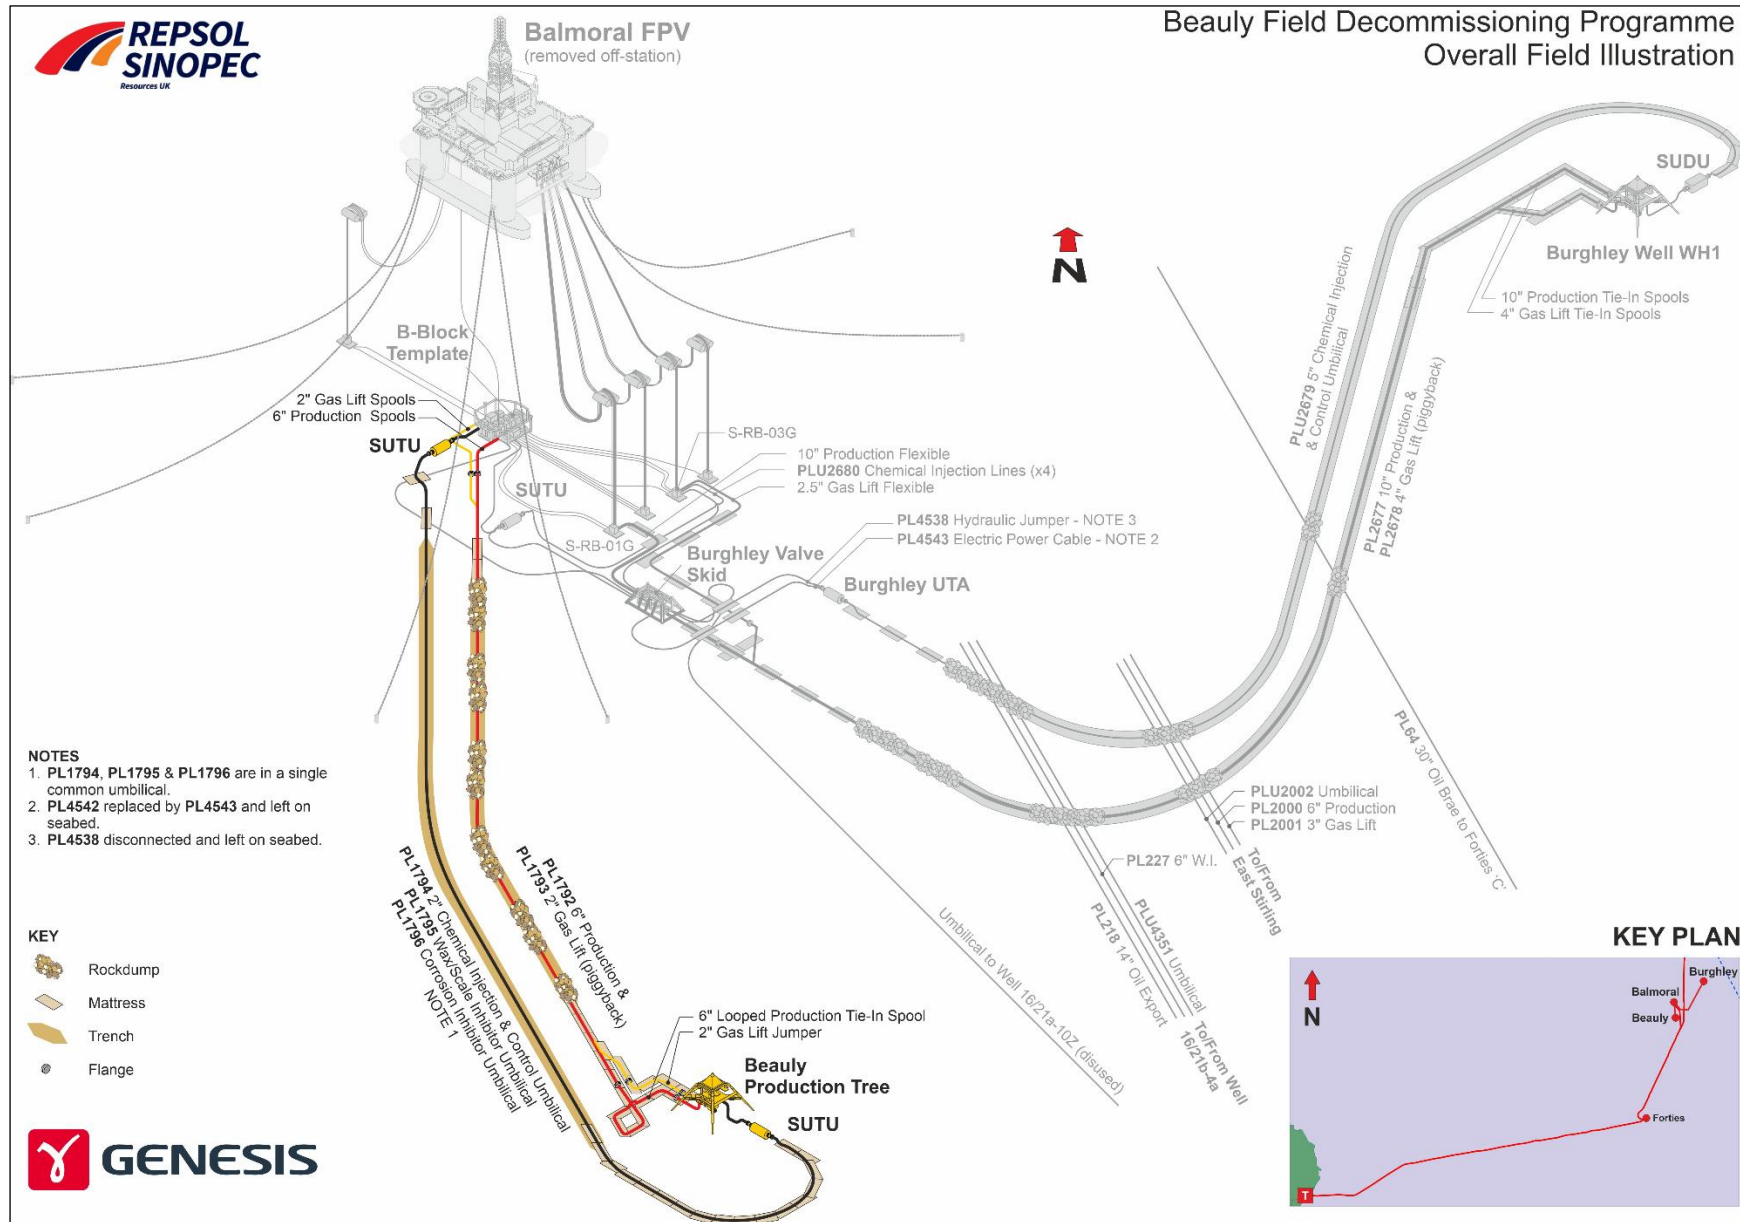 REPSOL
SINOPEC
Resources UK
Balmoral FPV
(removed off-station)
Beauly Field Decommissioning Programme
Overall Field Illustration
SUDU
Burghley Well WH1
10" Production Tie-In Spools
4" Gas Lift Tie-In Spools
N
B-Block
Template
2" Gas Lift Spools
6" Production Spools
SUTU
S-RB-03G
10" Production Flexible
PLU2680 Chemical Injection Lines (x4)
2.5" Gas Lift Flexible
SUTU
S-RB-01G
PL4538 Hydraulic Jumper - NOTE 3
PL4543 Electric Power Cable - NOTE 2
Burghley Valve
Skid
Burghley UTA
PLU2679 5" Chemical Injection
& Control Umbilical
PL2677 10" Production &
PL2678 4" Gas Lift (piggyback)
PL64 30" Oil Brae to Forties 'C'
PLU2002 Umbilical
PL2000 6" Production
PL2001 3" Gas Lift
To/From
East Stirling
PL227 6" W.I.
PLU4351 Umbilical
PL218 14" Oil Export
To/From Well
16/21b-4a
Umbilical to Well 16/21a-10Z (disused)
NOTES
1. PL1794, PL1795 & PL1796 are in a single
common umbilical.
2. PL4542 replaced by PL4543 and left on
seabed.
3. PL4538 disconnected and left on seabed.
PL1792 6" Production &
PL1793 2" Gas Lift (piggyback)
PL1794 2" Chemical Injection & Control Umbilical
PL1795 Wax/Scale Inhibitor Umbilical
PL1796 Corrosion Inhibitor Umbilical
NOTE 1
6" Looped Production Tie-In Spool
2" Gas Lift Jumper
Beauly
Production Tree
SUTU
KEY
Rockdump
Mattress
Trench
Flange
GENESIS
KEY PLAN
N
Burghley
Balmoral
Beauly
Forties
T